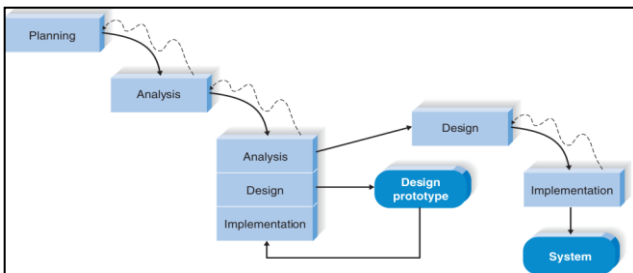 Planning
Analysis
Analysis
Design
Implementation
Design
prototype
Design
Implementation
System